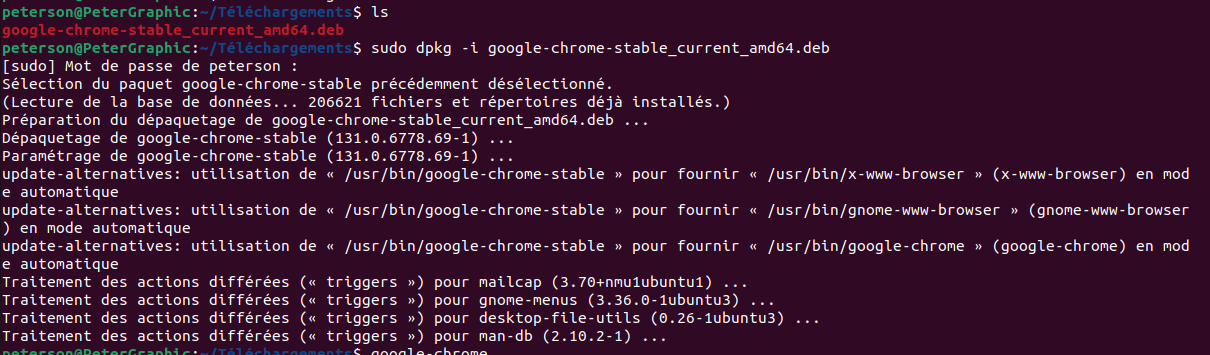 peterson@PeterGraphic:~/Téléchargements$ ls
google-chrome-stable_current_amd64.deb
peterson@PeterGraphic:~/Téléchargements$ sudo dpkg -i google-chrome-stable_current_amd64.deb
[sudo] Mot de passe de peterson :
Sélection du paquet google-chrome-stable précédemment désélectionné.
(Lecture de la base de données... 206621 fichiers et répertoires déjà installés.)
Préparation du dépaquetage de google-chrome-stable_current_amd64.deb ...
Dépaquetage de google-chrome-stable (131.0.6778.69-1) ...
Paramétrage de google-chrome-stable (131.0.6778.69-1) ...
update-alternatives: utilisation de « /usr/bin/google-chrome-stable » pour fournir « /usr/bin/x-www-browser » (x-www-browser) en mod
e automatique
update-alternatives: utilisation de « /usr/bin/google-chrome-stable » pour fournir « /usr/bin/gnome-www-browser » (gnome-www-browser
) en mode automatique
update-alternatives: utilisation de « /usr/bin/google-chrome-stable » pour fournir « /usr/bin/google-chrome » (google-chrome) en mod
e automatique
Traitement des actions différées (« triggers ») pour mailcap (3.70+nmu1ubuntu1) ...
Traitement des actions différées (« triggers ») pour gnome-menus (3.36.0-1ubuntu3) ...
Traitement des actions différées (« triggers ») pour desktop-file-utils (0.26-1ubuntu3) ...
Traitement des actions différées (« triggers ») pour man-db (2.10.2-1) ...
peterson@PeterGraphic:~/Téléchargements$ google-chrome